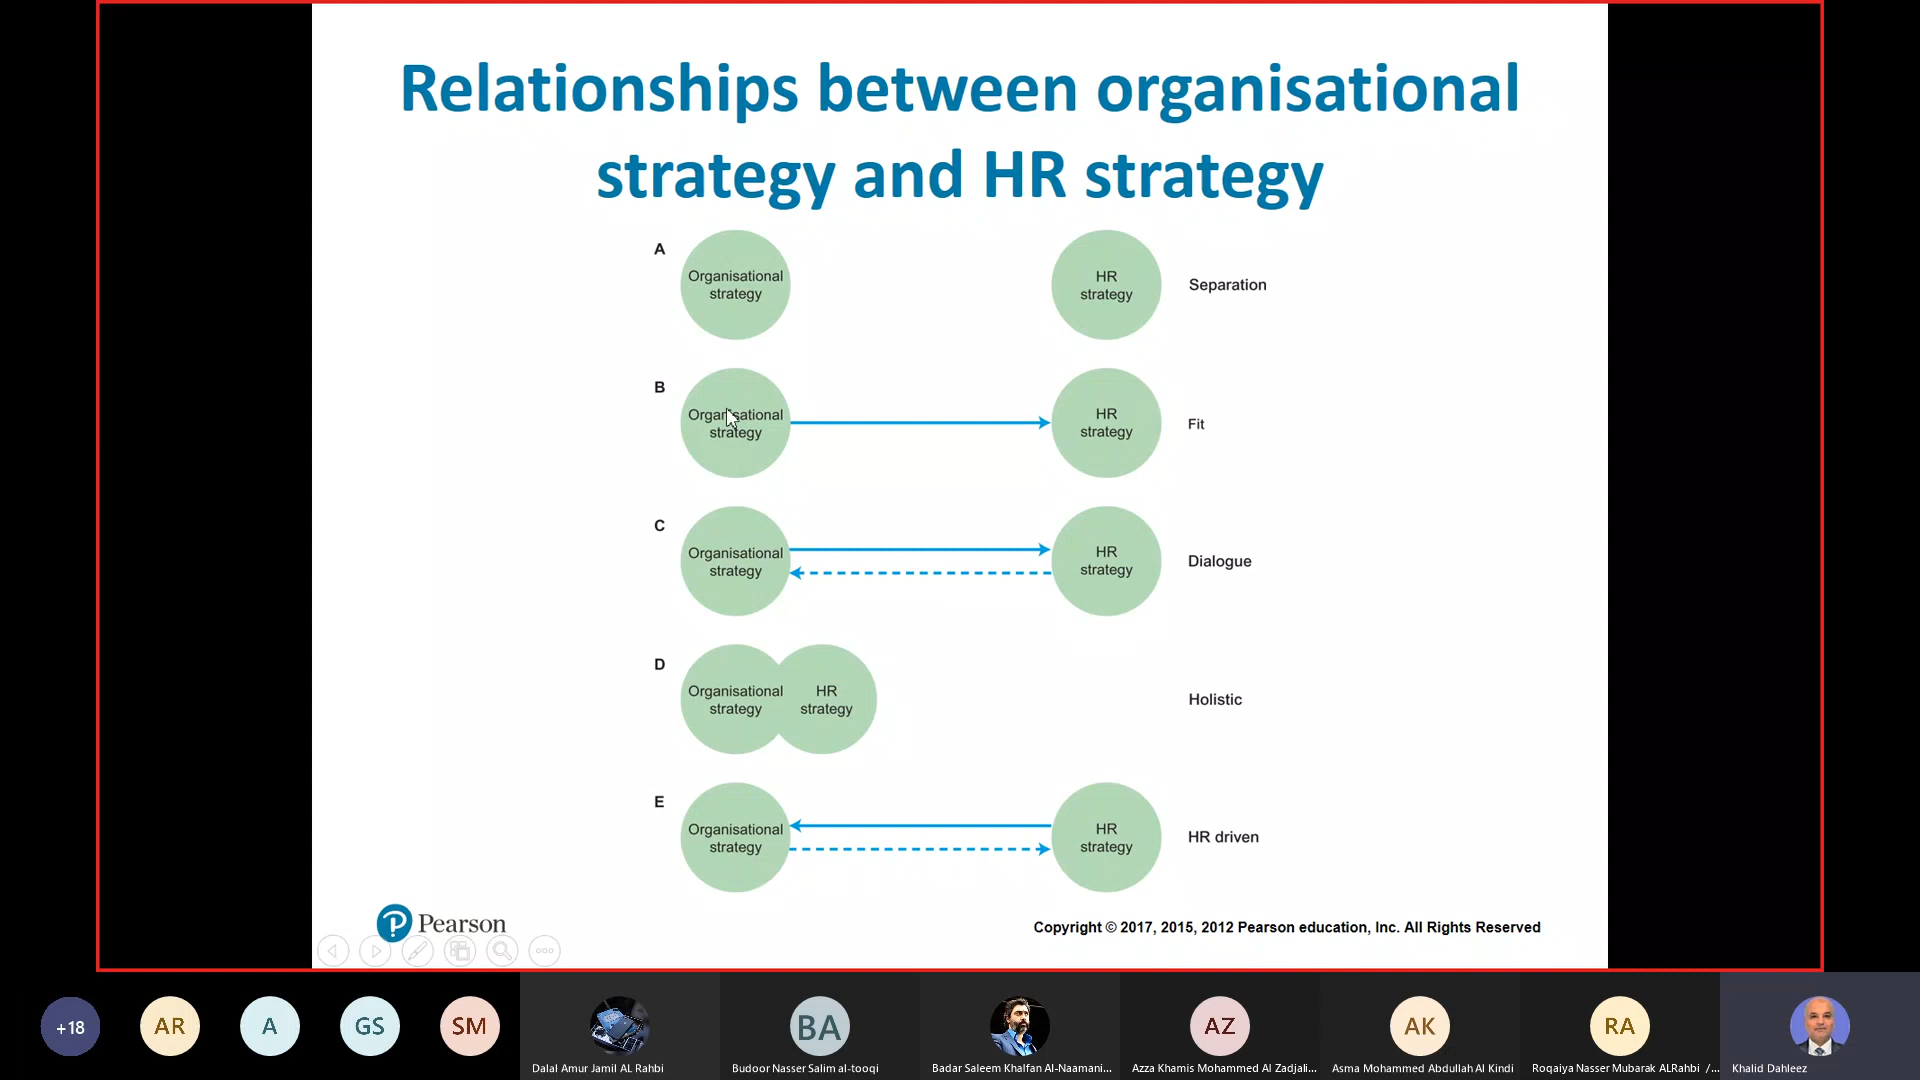 Relationships between organisational
strategy and HR strategy
A
Organisational
strategy
HR
strategy
Separation
B
Organisational
strategy
HR
strategy
Fit
C
Organisational
strategy
HR
strategy
Dialogue
D
Organisational
strategy
HR
strategy
Holistic
E
Organisational
strategy
HR
strategy
HR driven
Pearson
Copyright © 2017, 2015, 2012 Pearson education, Inc. All Rights Reserved
+18
AR
A
GS
SM
BA
AZ
AK
RA
Dalal Amur Jamil AL Rahbi
Budoor Nasser Salim al-tooqi
Badar Saleem Khalfan Al-Naamani...
Azza Khamis Mohammed Al Zadjali...
Asma Mohammed Abdullah Al Kindi
Roqaiya Nasser Mubarak ALRahbi /...
Khalid Dahleez